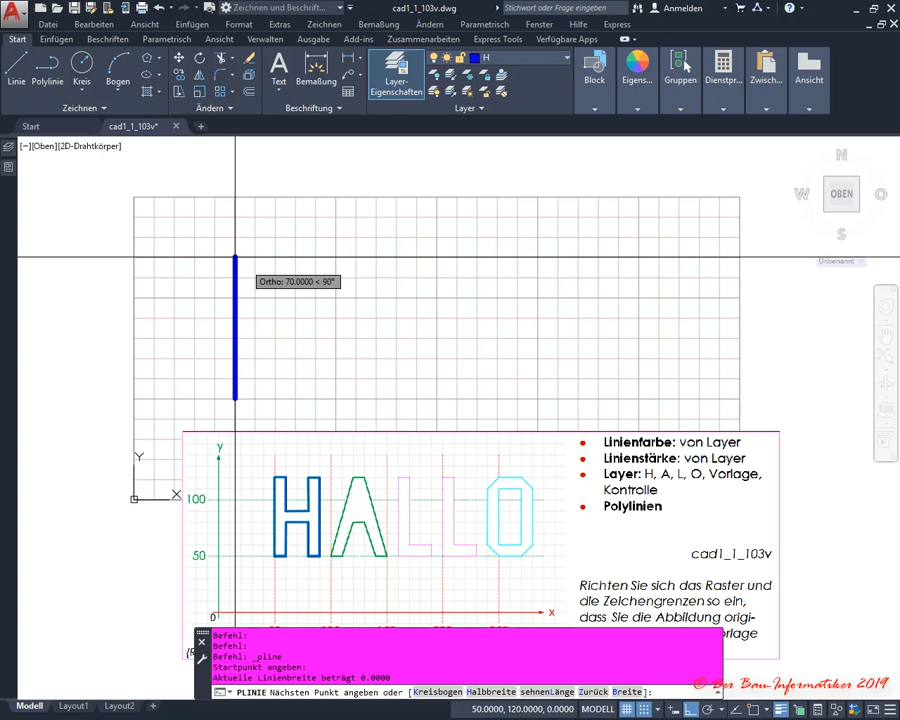 Zeichnen und Beschriften
cad1_1_103v.dwg
Stichwort oder Frage eingeben
Anmelden
Datei Bearbeiten Ansicht Einfügen Format Extras Zeichnen Bemaßung Ändern Parametrisch Fenster Hilfe Express
Start Einfügen Beschriften Parametrisch Ansicht Verwalten Ausgabe Add-ins Zusammenarbeiten Express Tools Verfügbare Apps
Linie Polylinie Kreis Bogen
Text Bemaßung
Layer-
Eigenschaften
H
Block Eigens... Gruppen Dienstpr... Zwisch... Ansicht
Zeichnen Ändern Beschriftung Layer
Start cad1_1_103v*
[−][Oben][2D-Drahtkörper]
N
W OBEN O
S
Unbenannt
Ortho: 70.0000 < 90°
Y
X
y
100
50
0
x
HALLO
Linienfarbe: von Layer
Linienstärke: von Layer
Layer: H, A, L, O, Vorlage,
Kontrolle
Polylinien
cad1_1_103v
Richten Sie sich das Raster und
die Zeichengrenzen so ein,
dass Sie die Abbildung origi-
Befehl:
Befehl:
Befehl: _pline
Startpunkt angeben:
Aktuelle Linienbreite beträgt 0.0000
PLINIE Nächsten Punkt angeben oder [Kreisbogen Halbbreite sehnenLänge Zurück Breite]:
© Der Bau-Informatiker 2019
Modell Layout1 Layout2 +
50.0000, 120.0000, 0.0000 MODELL